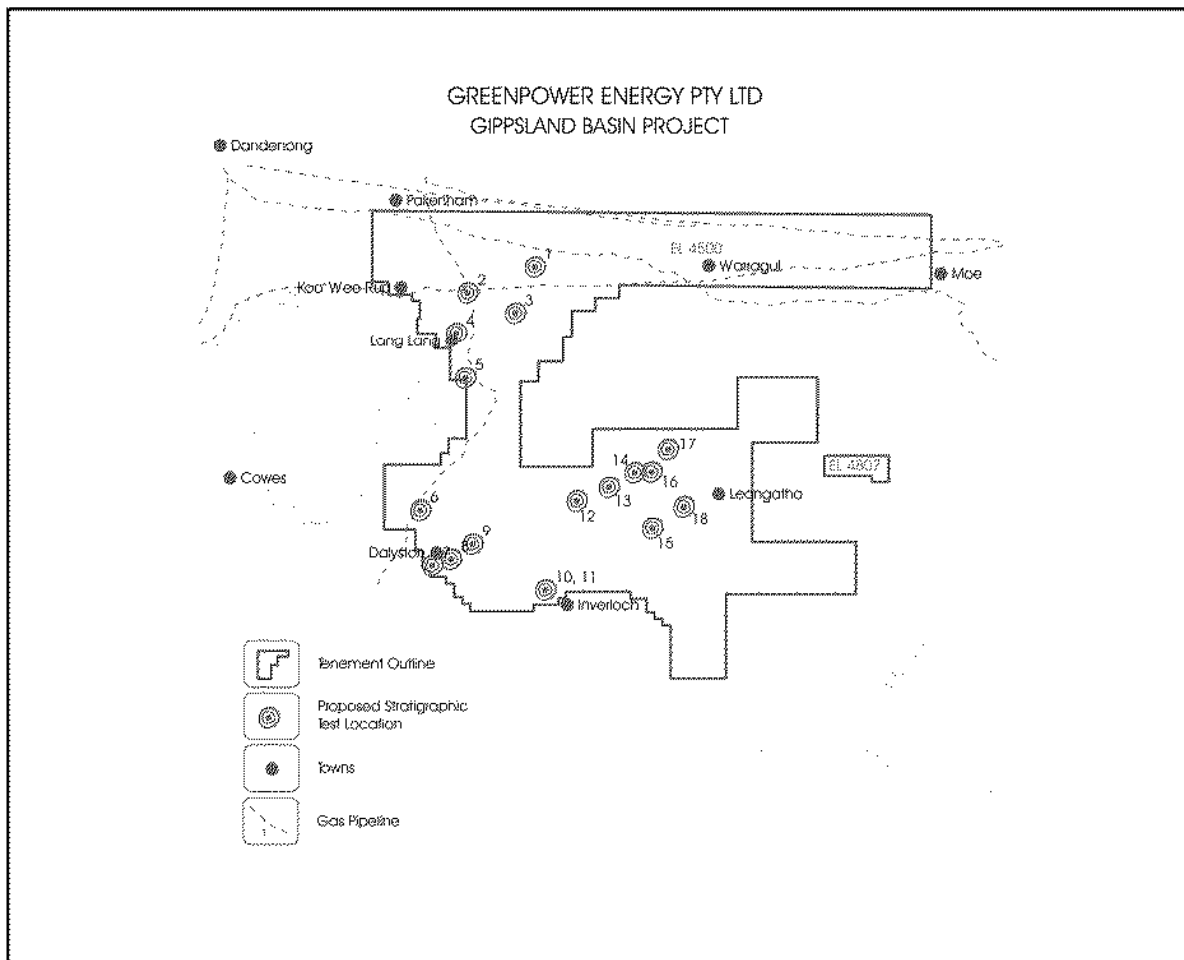 GREENPOWER ENERGY PTY LTD
GIPPSLAND BASIN PROJECT
Dandenong
Pakenham
EL 4500
1
Warragul
Moe
Koo Wee Rup
2
3
4
Lang Lang
5
17
14
16
EL 4807
Cowes
13
Leongatha
6
12
18
15
9
8
Dalyston
7
10, 11
Inverloch
Tenement Outline
Proposed Stratigraphic
Test Location
Towns
Gas Pipeline